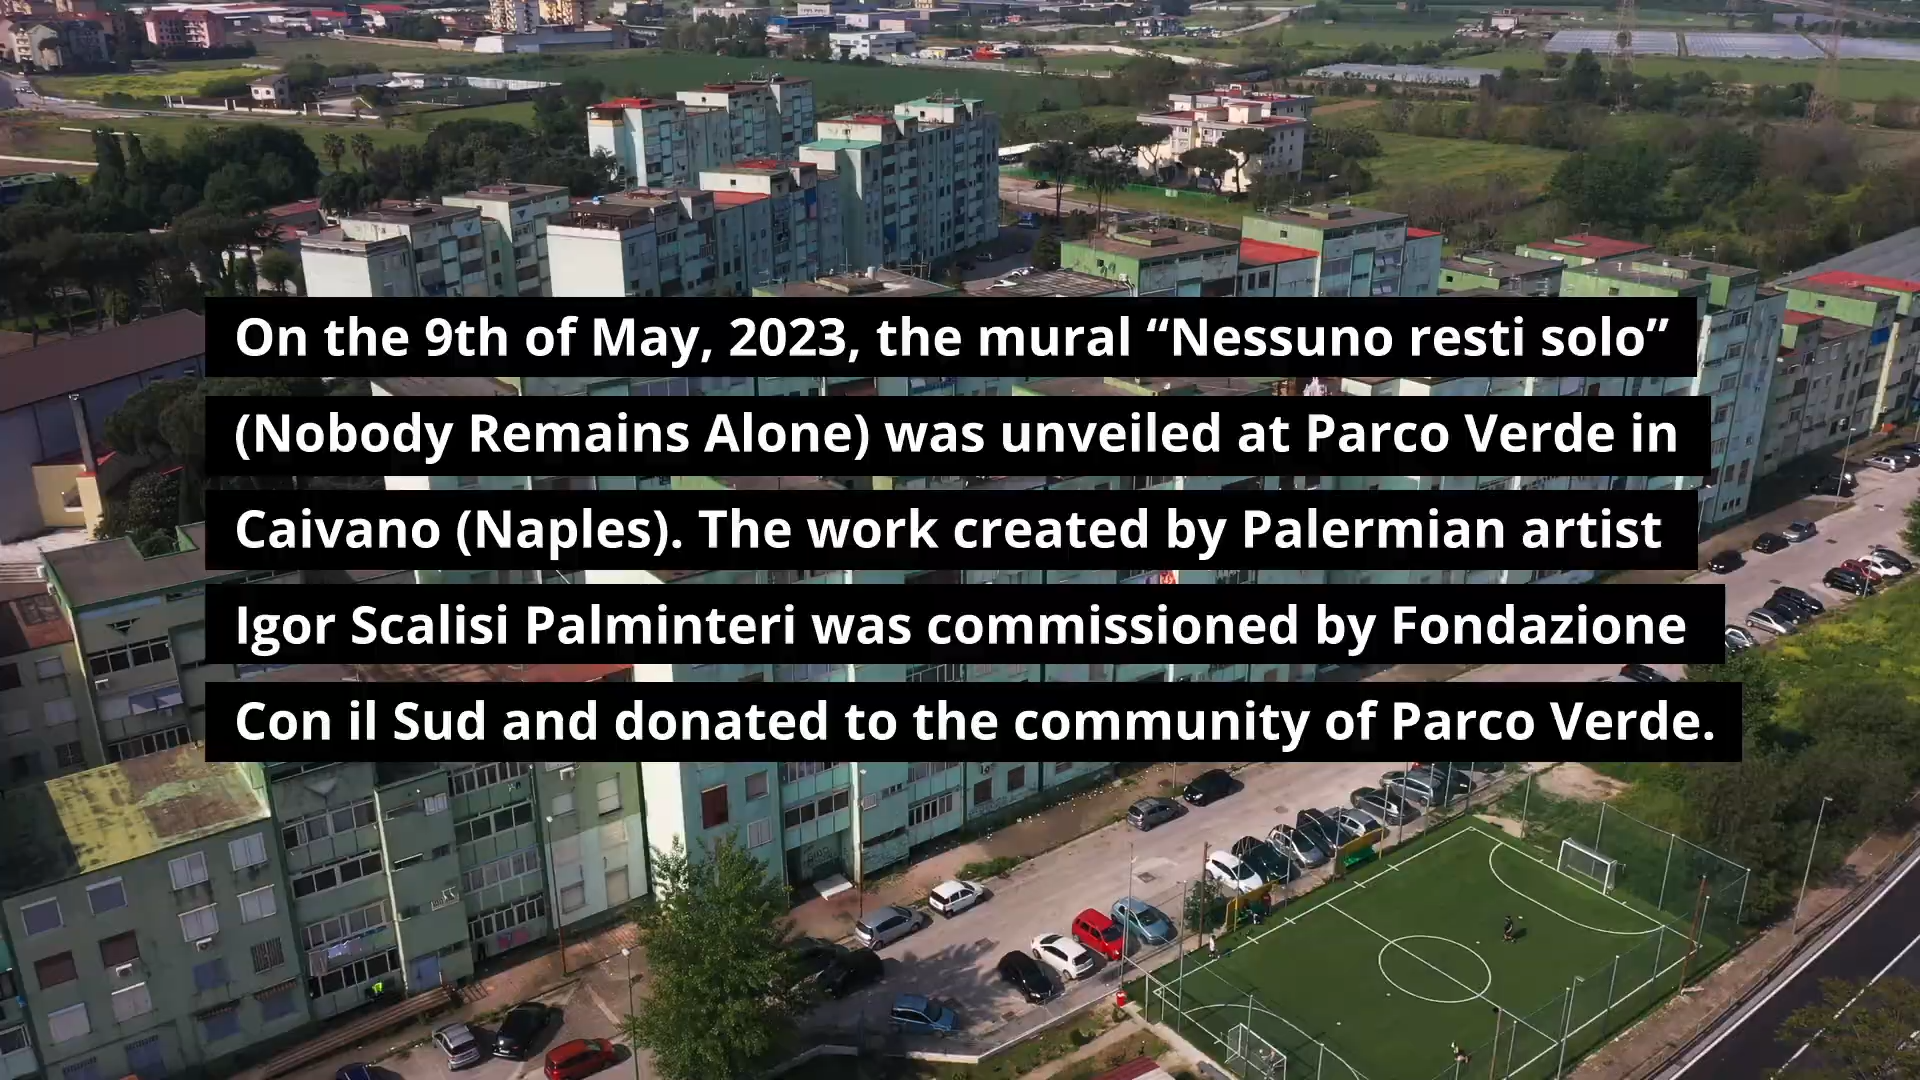 On the 9th of May, 2023, the mural “Nessuno resti solo”
(Nobody Remains Alone) was unveiled at Parco Verde in
Caivano (Naples). The work created by Palermian artist
Igor Scalisi Palminteri was commissioned by Fondazione
Con il Sud and donated to the community of Parco Verde.